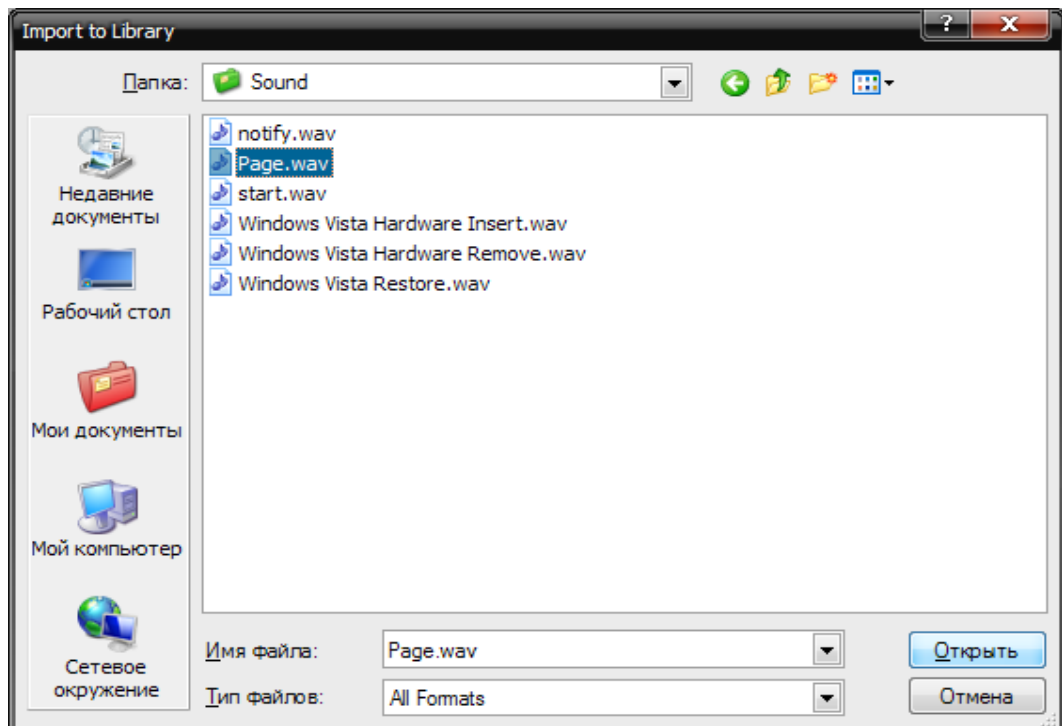 Import to Library
Папка:
Sound
Недавние
документы
Рабочий стол
Мои документы
Мой компьютер
Сетевое
окружение
notify.wav
Page.wav
start.wav
Windows Vista Hardware Insert.wav
Windows Vista Hardware Remove.wav
Windows Vista Restore.wav
Имя файла:
Page.wav
Открыть
Тип файлов:
All Formats
Отмена